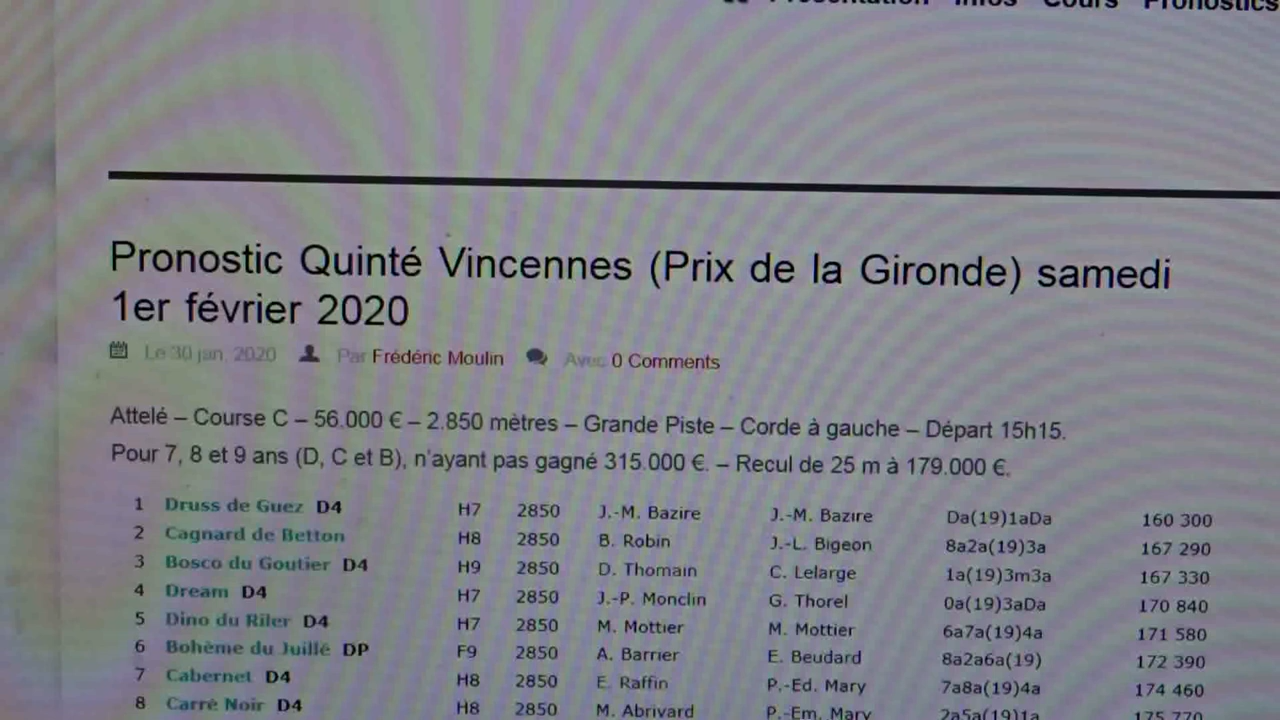 Présentation Infos Cours Pronostics
Pronostic Quinté Vincennes (Prix de la Gironde) samedi
1er février 2020
Le 30 jan, 2020 Par Frédéric Moulin Avec 0 Comments
Attelé – Course C – 56.000 € – 2.850 mètres – Grande Piste – Corde à gauche – Départ 15h15.
Pour 7, 8 et 9 ans (D, C et B), n'ayant pas gagné 315.000 €. – Recul de 25 m à 179.000 €.
1 Druss de Guez D4 H7 2850 J.-M. Bazire J.-M. Bazire Da(19)1aDa 160 300
2 Cagnard de Betton H8 2850 B. Robin J.-L. Bigeon 8a2a(19)3a 167 290
3 Bosco du Goutier D4 H9 2850 D. Thomain C. Lelarge 1a(19)3m3a 167 330
4 Dream D4 H7 2850 J.-P. Monclin G. Thorel 0a(19)3aDa 170 840
5 Dino du Riler D4 H7 2850 M. Mottier M. Mottier 6a7a(19)4a 171 580
6 Bohème du Juillé DP F9 2850 A. Barrier E. Beudard 8a2a6a(19) 172 390
7 Cabernet D4 H8 2850 E. Raffin P.-Ed. Mary 7a8a(19)4a 174 460
8 Carré Noir D4 H8 2850 M. Abrivard P.-Em. Mary 2a5a(19)1a 175 770